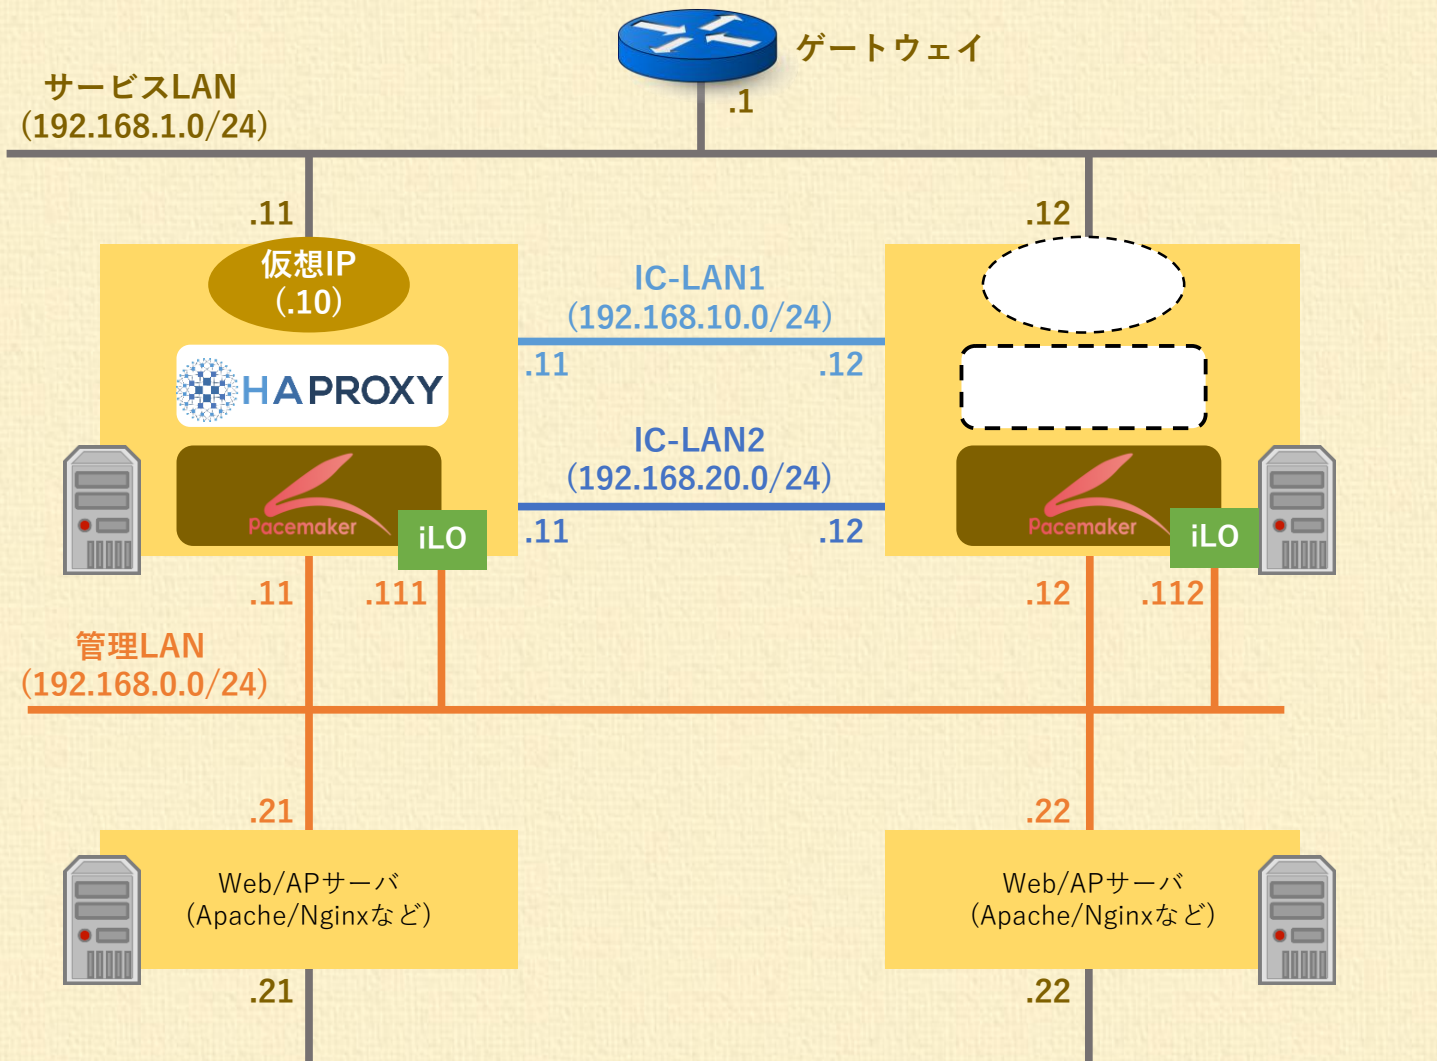 ゲートウェイ
.1
サービスLAN
(192.168.1.0/24)
.11
.12
仮想IP
(.10)
IC-LAN1
(192.168.10.0/24)
.11
.12
HAPROXY
IC-LAN2
(192.168.20.0/24)
.11
.12
Pacemaker
iLO
Pacemaker
iLO
.11
.111
.12
.112
管理LAN
(192.168.0.0/24)
.21
.22
Web/APサーバ
(Apache/Nginxなど)
Web/APサーバ
(Apache/Nginxなど)
.21
.22